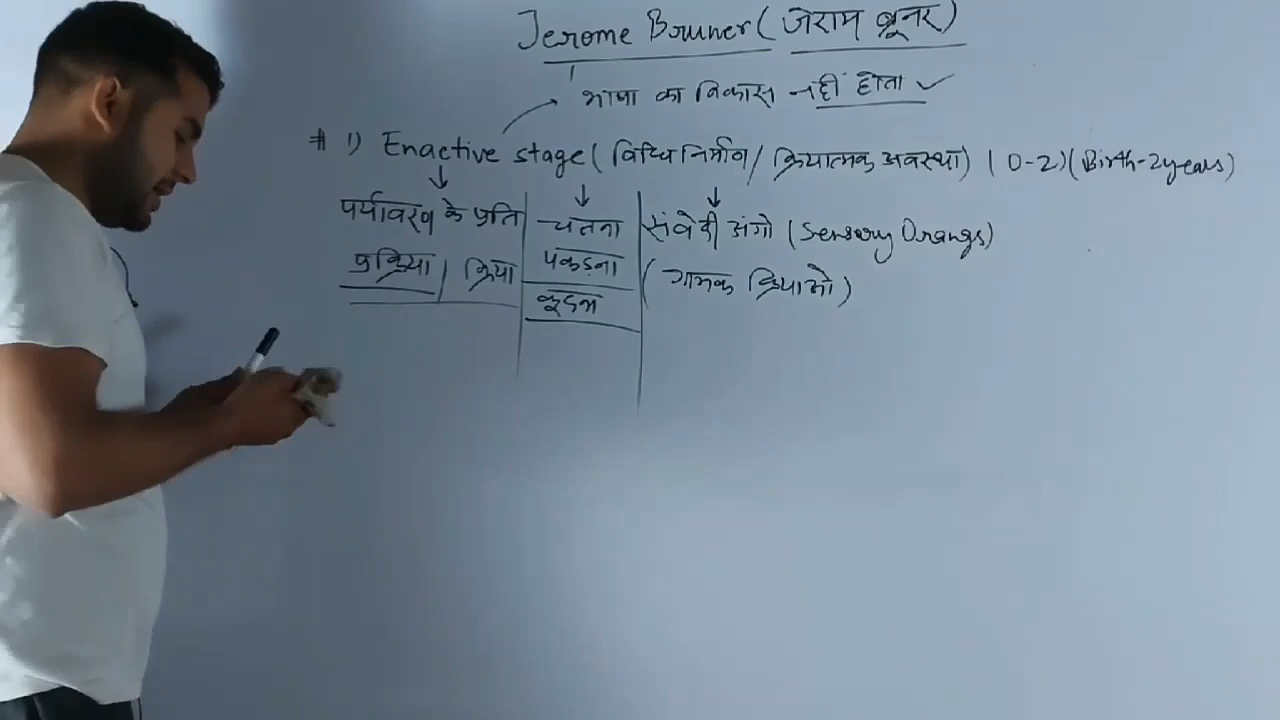 Jerome Bruner (जेराम ब्रूनर)
भाषा का विकास नहीं होता ✓
# 1) Enactive stage (विधि निर्माण / क्रियात्मक अवस्था) (0-2) (Birth-2years)
पर्यावरण के प्रति
प्रक्रिया / क्रिया
चलना
पकड़ना
कूदना
संवेदी अंगो (Sensory Orangs)
(गामक क्रियाओ)